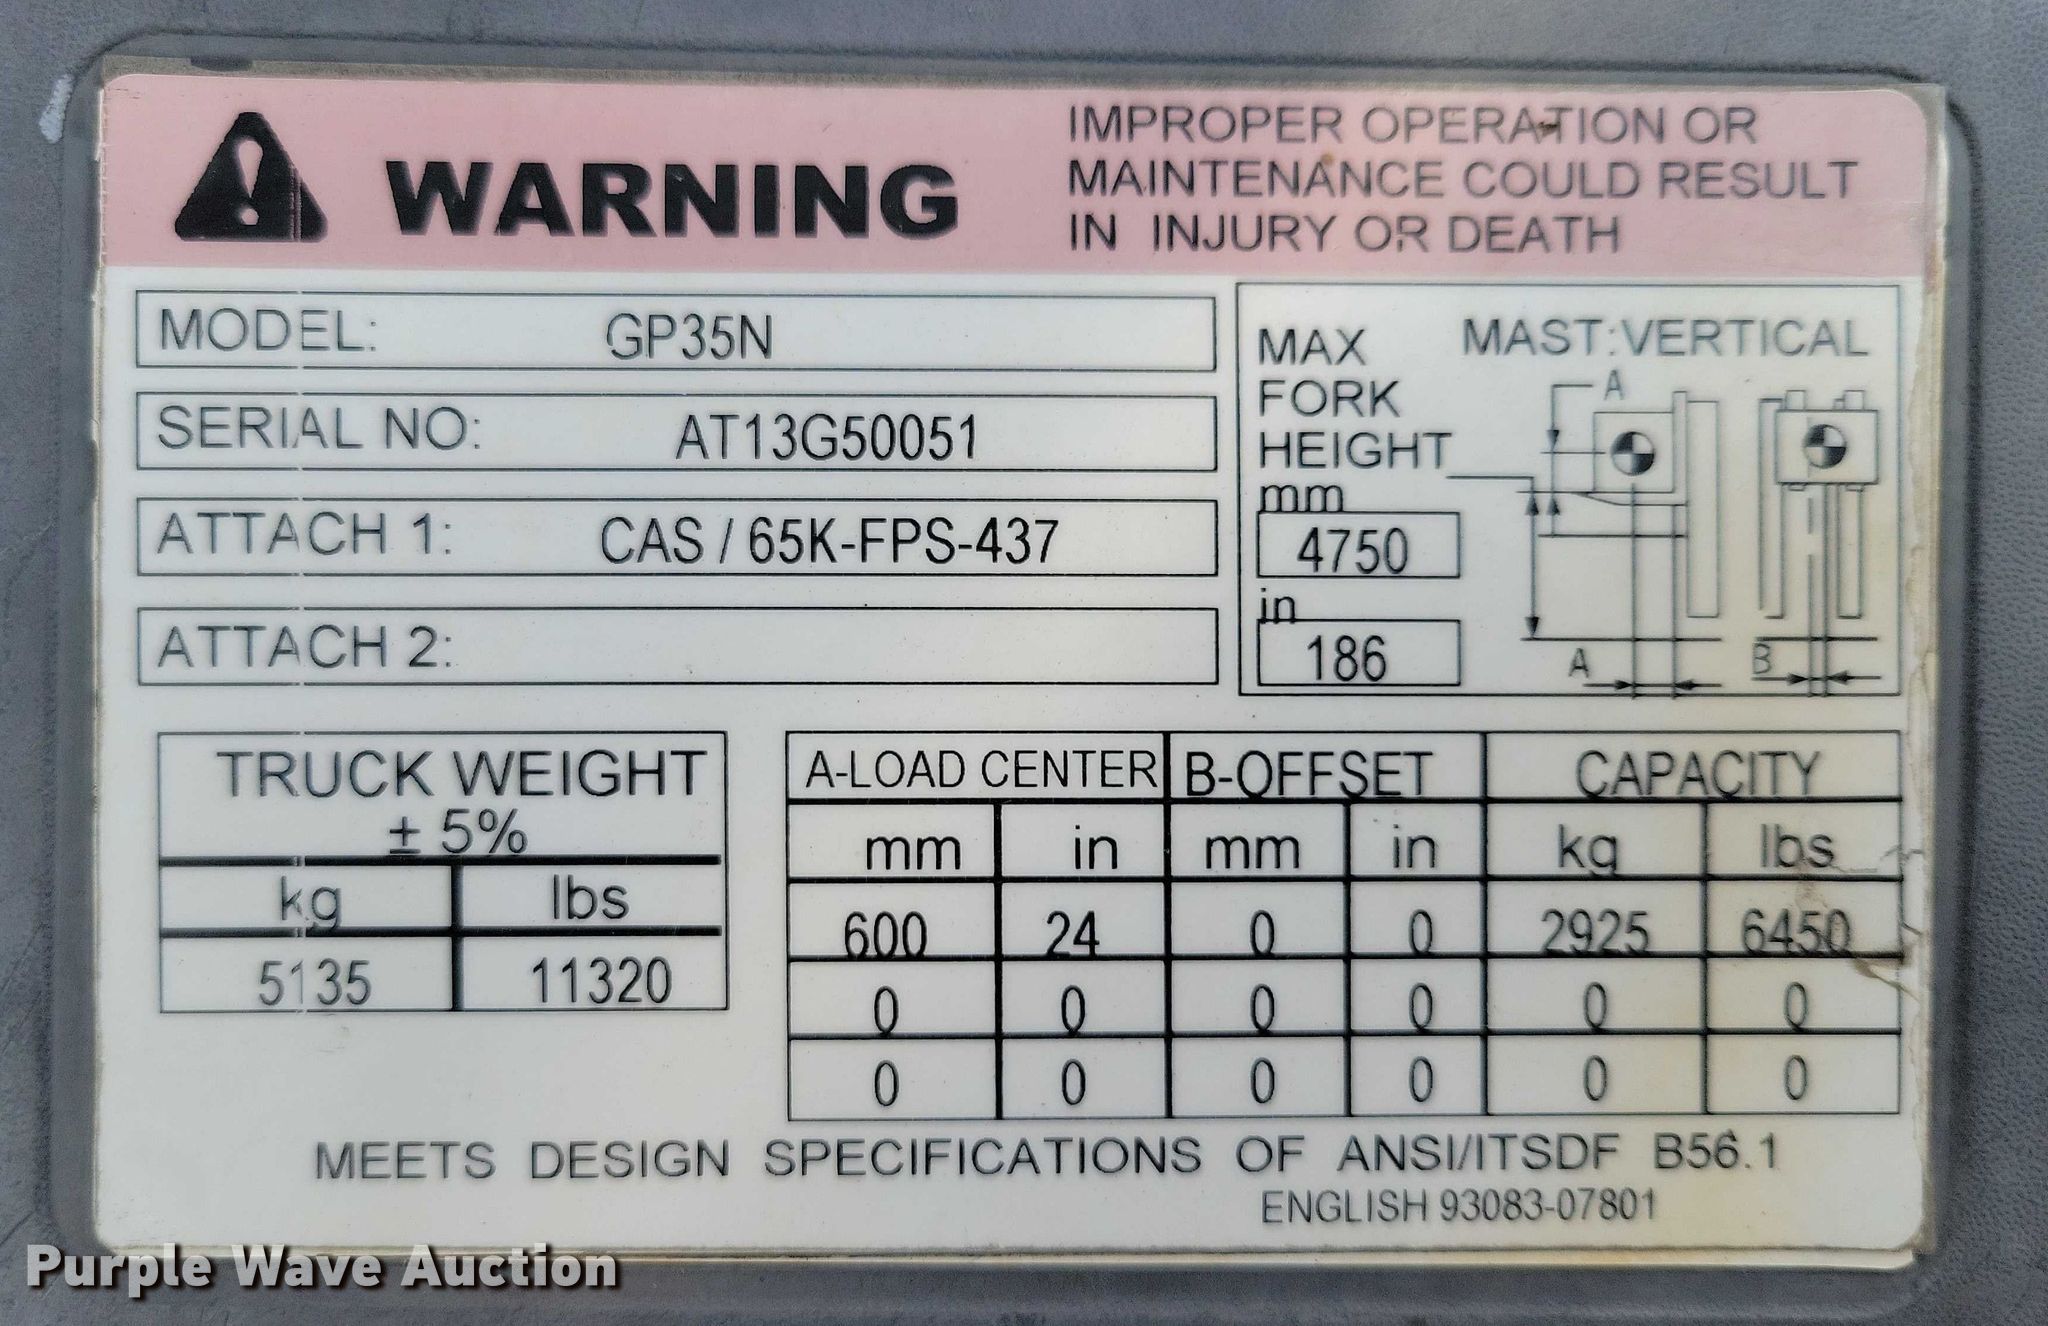 WARNING
IMPROPER OPERATION OR
MAINTENANCE COULD RESULT
IN INJURY OR DEATH
MODEL: GP35N
SERIAL NO: AT13G50051
ATTACH 1: CAS / 65K-FPS-437
ATTACH 2:
MAX
FORK
HEIGHT
mm
4750
in
186
MAST:VERTICAL
A
A
B
TRUCK WEIGHT
± 5%
kg lbs
5135 11320
A-LOAD CENTER B-OFFSET CAPACITY
mm in mm in kg lbs
600 24 0 0 2925 6450
0 0 0 0 0 0
0 0 0 0 0 0
MEETS DESIGN SPECIFICATIONS OF ANSI/ITSDF B56.1
ENGLISH 93083-07801
Purple Wave Auction